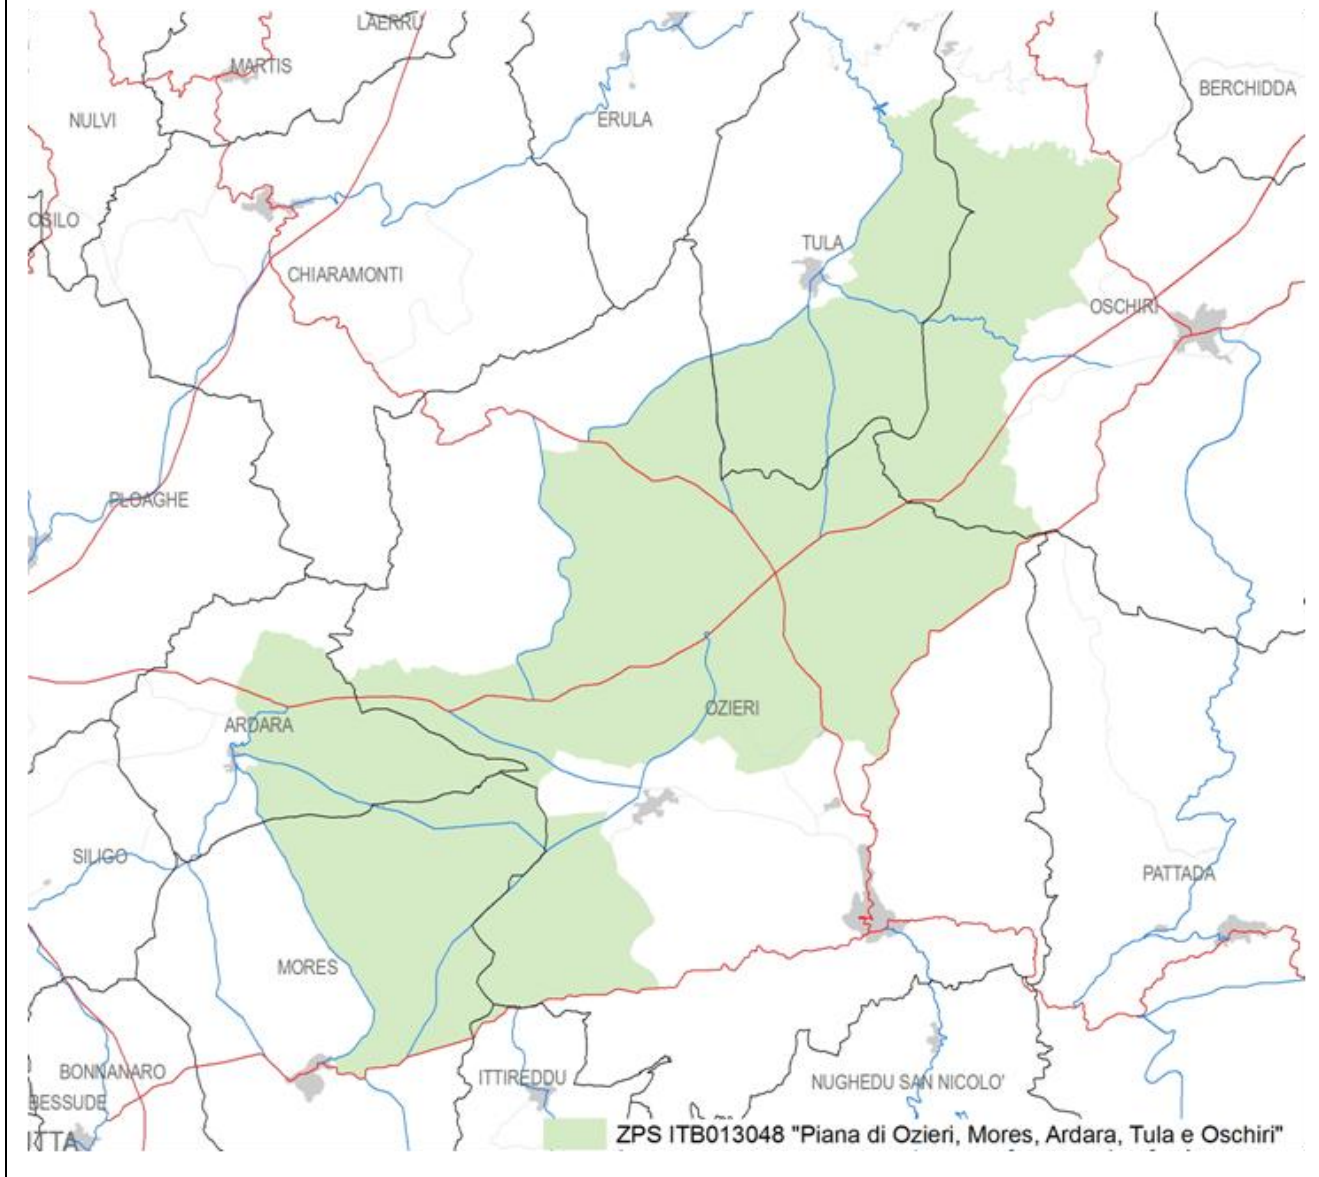 LAERRU
MARTIS
BERCHIDDA
NULVI
ERULA
OSILO
TULA
CHIARAMONTI
OSCHIRI
PLOAGHE
OZIERI
ARDARA
SILIGO
PATTADA
MORES
BONNANARO
ITTIREDDU
NUGHEDU SAN NICOLO'
BESSUDE
ITTA
ZPS ITB013048 "Piana di Ozieri, Mores, Ardara, Tula e Oschiri"